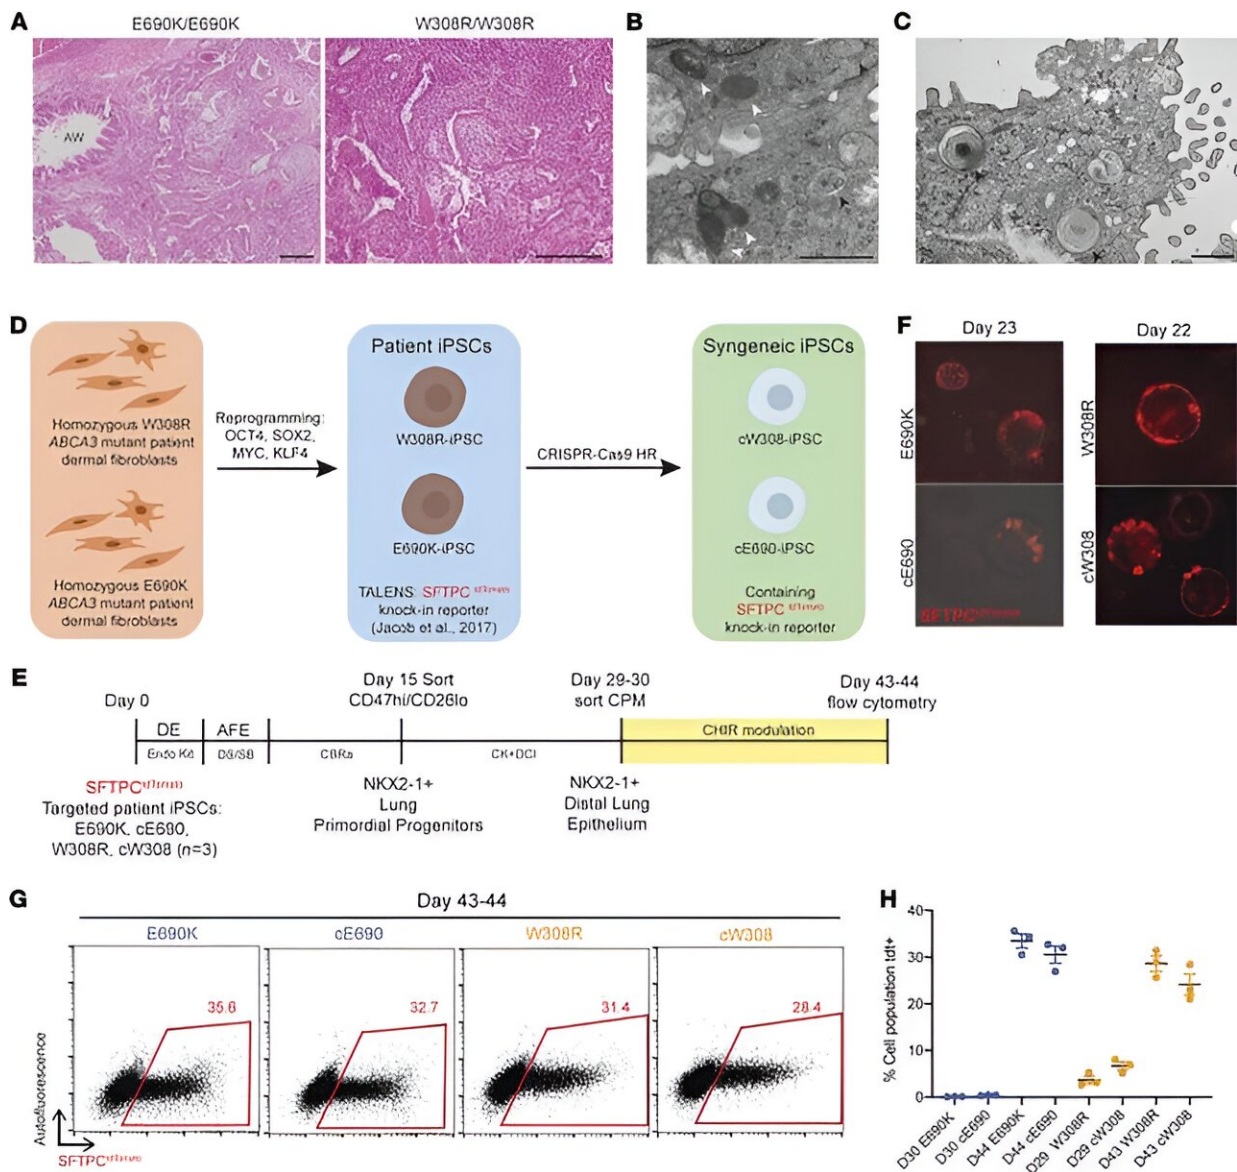 A
E690K/E690K
W308R/W308R
B
C
AW
D
Homozygous W308R
ABCA3 mutant patient
dermal fibroblasts
Homozygous E690K
ABCA3 mutant patient
dermal fibroblasts
Reprogramming:
OCT4, SOX2,
MYC, KLF4
Patient iPSCs
W308R-iPSC
E690K-iPSC
TALENS: SFTPC
knock-in reporter
(Jacob et al., 2017)
CRISPR-Cas9 HR
Syngeneic iPSCs
cW308-iPSC
cE690-iPSC
Containing
SFTPC
knock-in reporter
F
Day 23
Day 22
E690K
W308R
cE690
cW308
SFTPC
E
Day 0
Day 15 Sort
CD47hi/CD26lo
Day 29-30
sort CPM
Day 43-44
flow cytometry
DE
AFE
CHIR modulation
DS/SB
CK+DCI
SFTPC
Targeted patient iPSCs:
E690K, cE690,
W308R, cW308 (n=3)
NKX2-1+
Lung
Primordial Progenitors
NKX2-1+
Distal Lung
Epithelium
G
Day 43-44
E690K
cE690
W308R
cW308
35.6
32.7
31.4
28.4
Autofluorescence
SFTPC
H
% Cell population tdt+
40
30
20
10
0
D30 E690K
D30 cE690
D44 E690K
D44 cE690
D29 W308R
D29 cW308
D43 W308R
D43 cW308